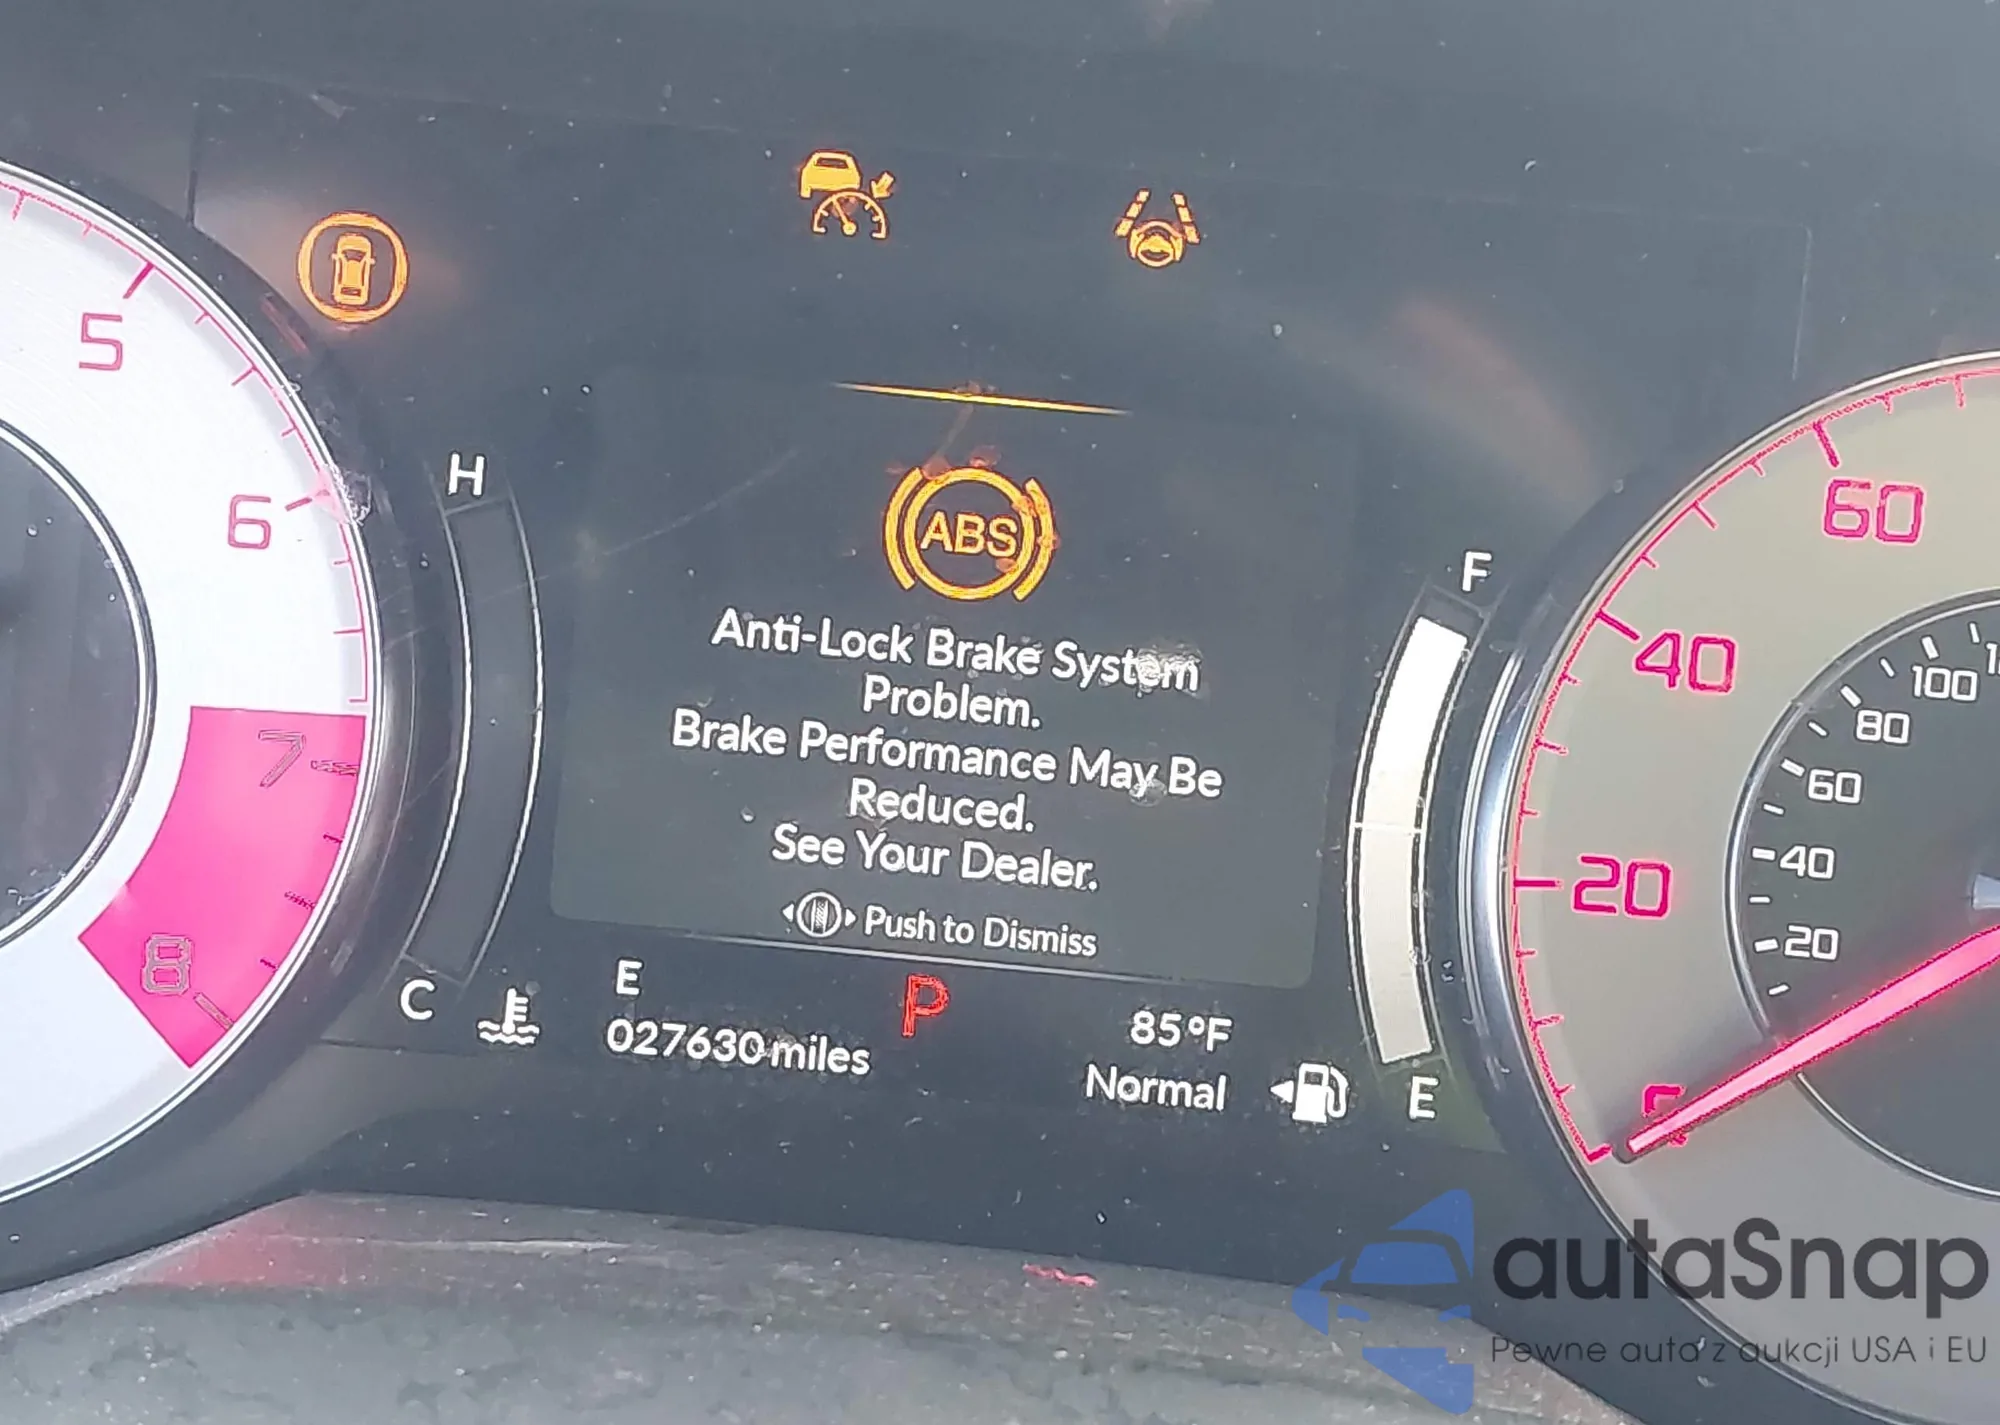 5
6
7
8
H
C
ABS
Anti-Lock Brake System
Problem.
Brake Performance May Be
Reduced.
See Your Dealer.
Push to Dismiss
E
027630 miles
P
85°F
Normal
F
E
60
40
20
100
80
60
40
20
autaSnap
Pewne auta z aukcji USA i EU